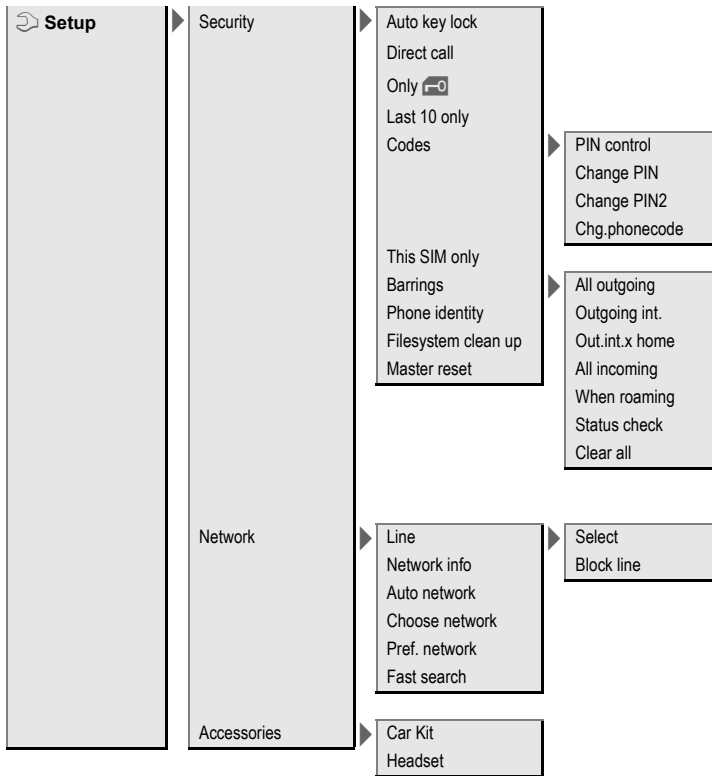 Setup
Security
Auto key lock
Direct call
Only
Last 10 only
Codes
PIN control
Change PIN
Change PIN2
Chg.phonecode
This SIM only
Barrings
All outgoing
Phone identity
Outgoing int.
Filesystem clean up
Out.int.x home
Master reset
All incoming
When roaming
Status check
Clear all
Network
Line
Select
Network info
Block line
Auto network
Choose network
Pref. network
Fast search
Accessories
Car Kit
Headset